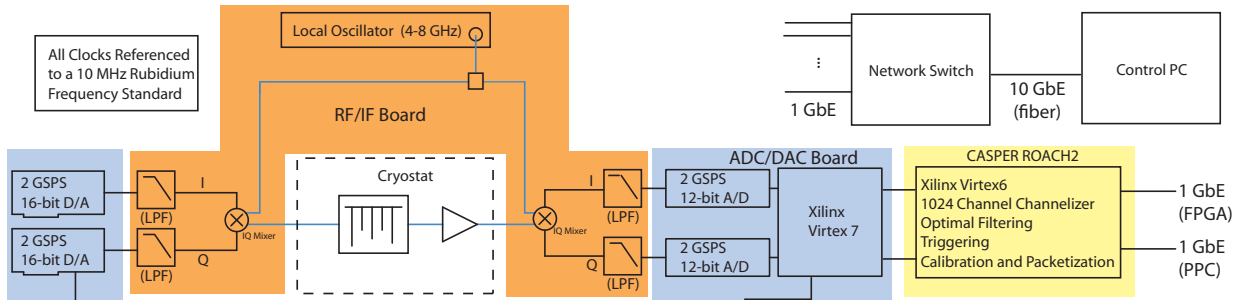 All Clocks Referenced
to a 10 MHz Rubidium
Frequency Standard
Local Oscillator (4-8 GHz)
RF/IF Board
⋮
1 GbE
Network Switch
10 GbE
(fiber)
Control PC
2 GSPS
16-bit D/A
2 GSPS
16-bit D/A
(LPF)
I
(LPF)
Q
IQ Mixer
Cryostat
IQ Mixer
I
(LPF)
Q
(LPF)
ADC/DAC Board
2 GSPS
12-bit A/D
2 GSPS
12-bit A/D
Xilinx
Virtex 7
CASPER ROACH2
Xilinx Virtex6
1024 Channel Channelizer
Optimal Filtering
Triggering
Calibration and Packetization
1 GbE
(FPGA)
1 GbE
(PPC)